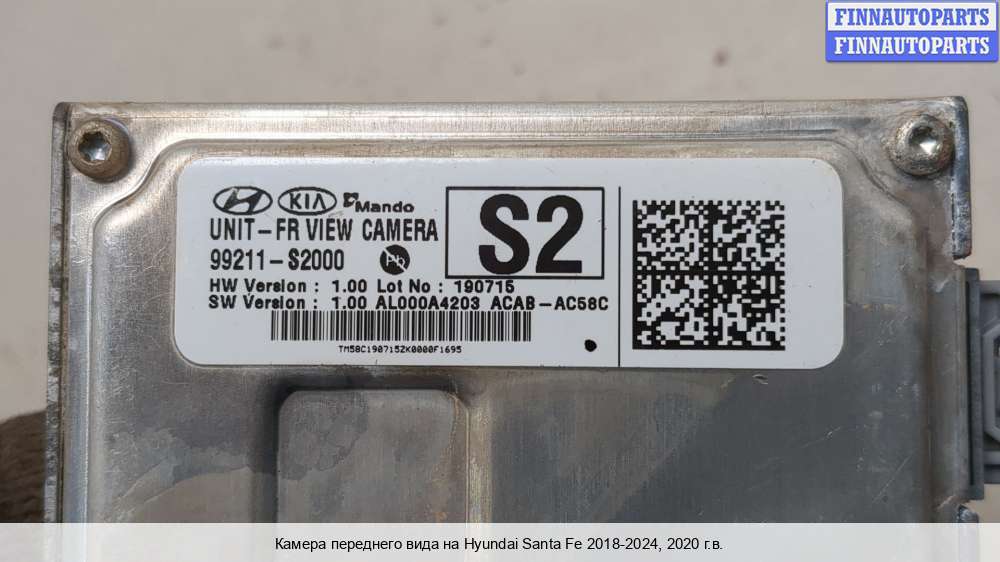 FINNAUTOPARTS
FINNAUTOPARTS
HYUNDAI KIA Mando
UNIT-FR VIEW CAMERA
99211-S2000 Pb
S2
HW Version : 1.00 Lot No : 190715
SW Version : 1.00 AL000A4203 ACAB-AC58C
TM58C190715ZK0000F1695
Камера переднего вида на Hyundai Santa Fe 2018-2024, 2020 г.в.